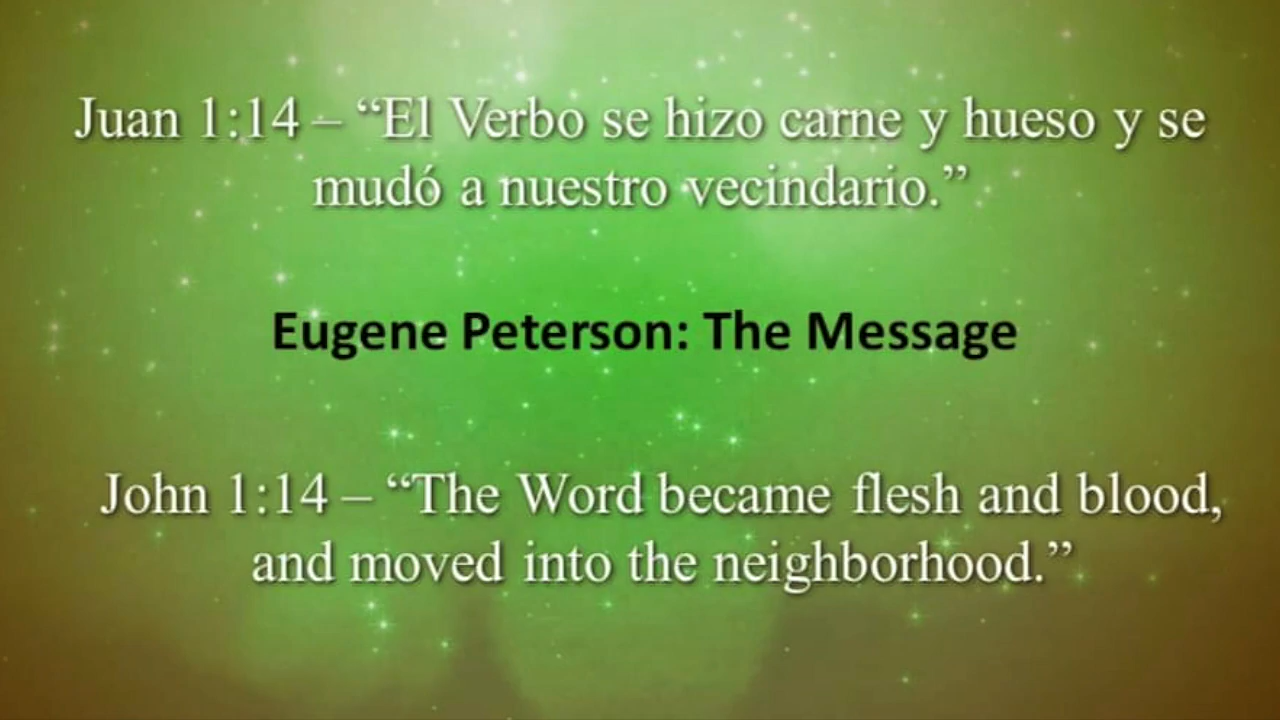 Juan 1:14 – “El Verbo se hizo carne y hueso y se
mudó a nuestro vecindario.”
Eugene Peterson: The Message
John 1:14 – “The Word became flesh and blood,
and moved into the neighborhood.”